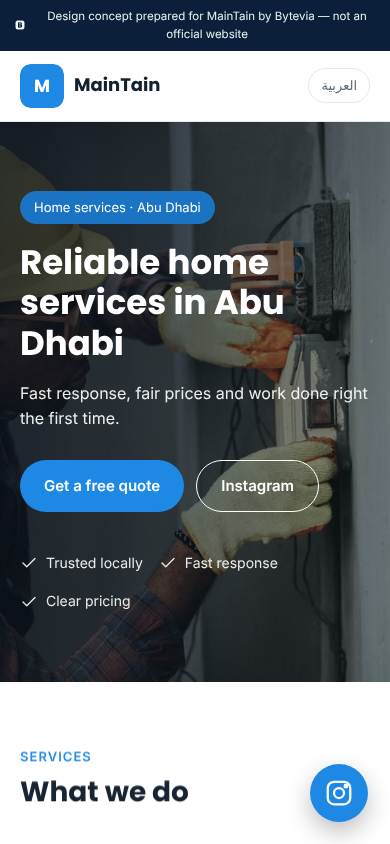 Design concept prepared for MainTain by Bytevia — not an
official website
B
M
MainTain
العربية
Home services · Abu Dhabi
Reliable home
services in Abu
Dhabi
Fast response, fair prices and work done right
the first time.
Get a free quote
Instagram
Trusted locally
Fast response
Clear pricing
SERVICES
What we do